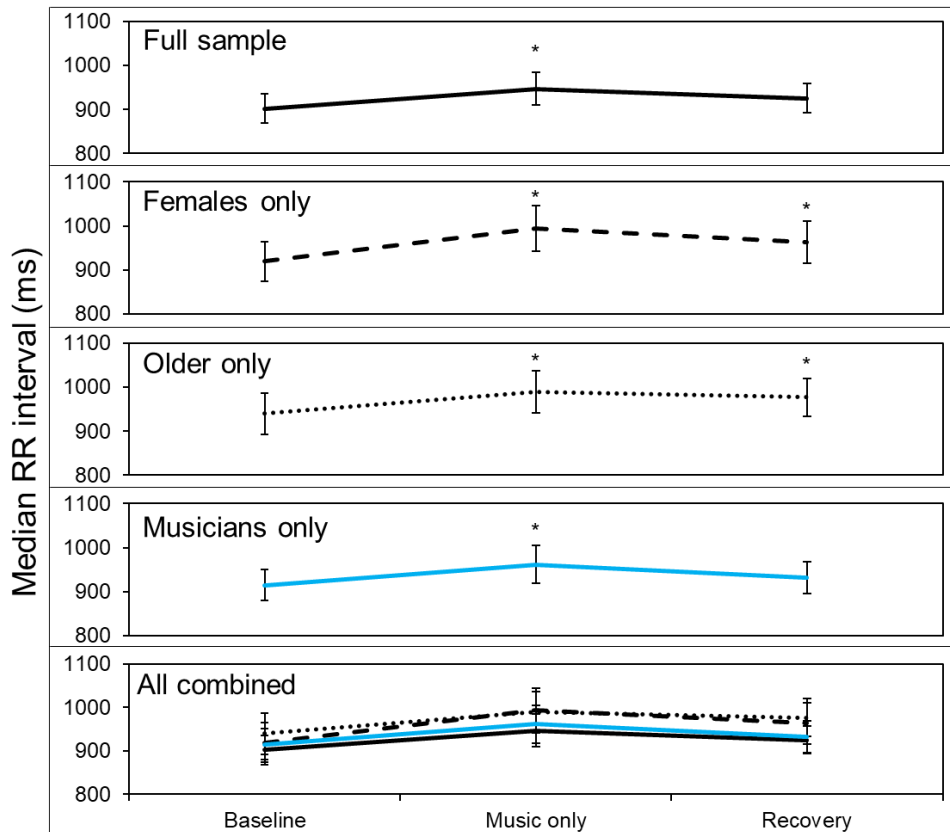 Median RR interval (ms)
1100
1000
900
800
Full sample
*
1100
1000
900
800
Females only
*
*
1100
1000
900
800
Older only
*
*
1100
1000
900
800
Musicians only
*
1100
1000
900
800
All combined
Baseline
Music only
Recovery